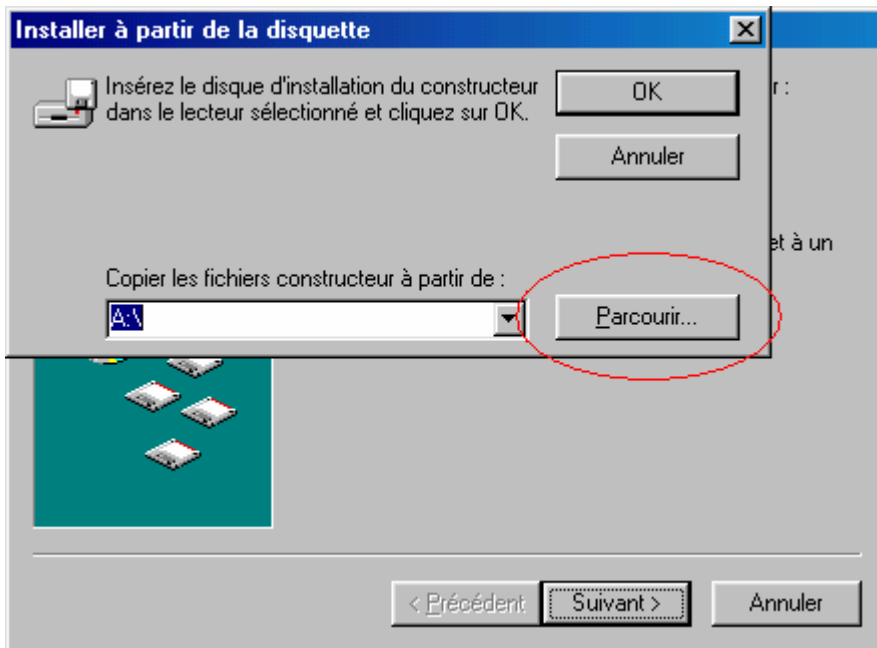 Installer à partir de la disquette
Insérez le disque d'installation du constructeur
dans le lecteur sélectionné et cliquez sur OK.
OK
r :
Annuler
et à un
Copier les fichiers constructeur à partir de :
A:\
Parcourir...
< Précédent
Suivant >
Annuler